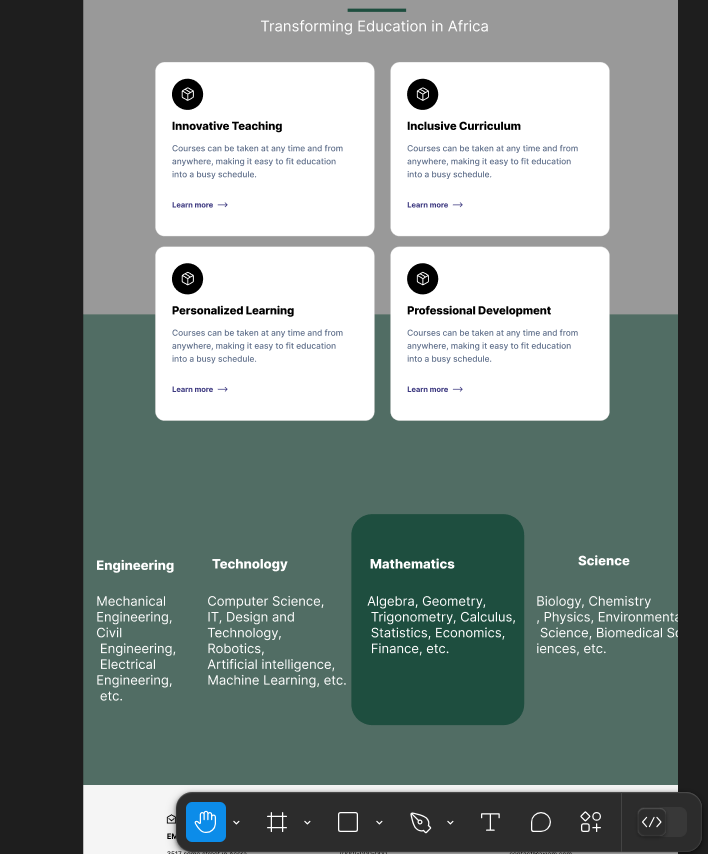 Transforming Education in Africa
Innovative Teaching
Courses can be taken at any time and from
anywhere, making it easy to fit education
into a busy schedule.
Learn more
Inclusive Curriculum
Courses can be taken at any time and from
anywhere, making it easy to fit education
into a busy schedule.
Learn more
Personalized Learning
Courses can be taken at any time and from
anywhere, making it easy to fit education
into a busy schedule.
Learn more
Professional Development
Courses can be taken at any time and from
anywhere, making it easy to fit education
into a busy schedule.
Learn more
Engineering
Mechanical
Engineering,
Civil
Engineering,
Electrical
Engineering,
etc.
Technology
Computer Science,
IT, Design and
Technology,
Robotics,
Artificial intelligence,
Machine Learning, etc.
Mathematics
Algebra, Geometry,
Trigonometry, Calculus,
Statistics, Economics,
Finance, etc.
Science
Biology, Chemistry
, Physics, Environmenta
Science, Biomedical Sc
iences, etc.